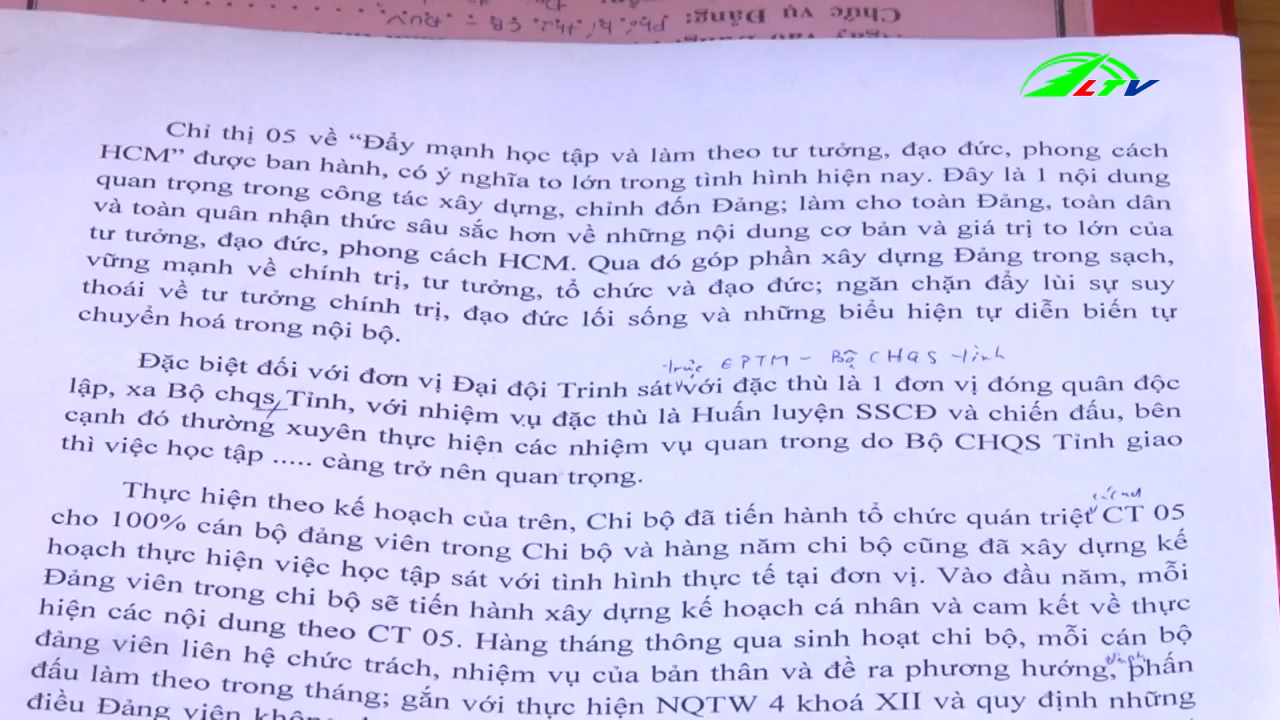 Chức vụ Đảng:
LTV
Chỉ thị 05 về “Đẩy mạnh học tập và làm theo tư tưởng, đạo đức, phong cách
HCM” được ban hành, có ý nghĩa to lớn trong tình hình hiện nay. Đây là 1 nội dung
quan trọng trong công tác xây dựng, chỉnh đốn Đảng; làm cho toàn Đảng, toàn dân
và toàn quân nhận thức sâu sắc hơn về những nội dung cơ bản và giá trị to lớn của
tư tưởng, đạo đức, phong cách HCM. Qua đó góp phần xây dựng Đảng trong sạch,
vững mạnh về chính trị, tư tưởng, tổ chức và đạo đức; ngăn chặn đẩy lùi sự suy
thoái về tư tưởng chính trị, đạo đức lối sống và những biểu hiện tự diễn biến tự
chuyển hoá trong nội bộ.
PTM - Bộ CHQS tỉnh
Đặc biệt đối với đơn vị Đại đội Trinh sát với đặc thù là 1 đơn vị đóng quân độc
lập, xa Bộ chqs Tỉnh, với nhiệm vụ đặc thù là Huấn luyện SSCĐ và chiến đấu, bên
cạnh đó thường xuyên thực hiện các nhiệm vụ quan trong do Bộ CHQS Tỉnh giao
thì việc học tập ..... càng trở nên quan trọng.
Thực hiện theo kế hoạch của trên, Chi bộ đã tiến hành tổ chức quán triệt CT 05
cho 100% cán bộ đảng viên trong Chi bộ và hàng năm chi bộ cũng đã xây dựng kế
hoạch thực hiện việc học tập sát với tình hình thực tế tại đơn vị. Vào đầu năm, mỗi
Đảng viên trong chi bộ sẽ tiến hành xây dựng kế hoạch cá nhân và cam kết về thực
hiện các nội dung theo CT 05. Hàng tháng thông qua sinh hoạt chi bộ, mỗi cán bộ
đảng viên liên hệ chức trách, nhiệm vụ của bản thân và đề ra phương hướng, phấn
đấu làm theo trong tháng; gắn với thực hiện NQTW 4 khoá XII và quy định những
điều Đảng viên